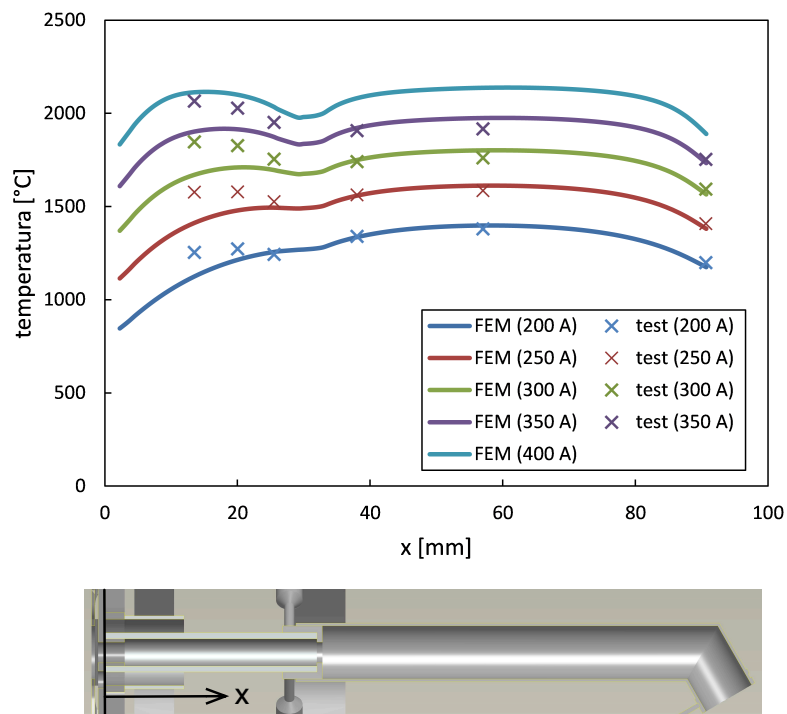 2500
2000
1500
1000
500
0
temperatura [°C]
0 20 40 60 80 100
x [mm]
FEM (200 A) test (200 A)
FEM (250 A) test (250 A)
FEM (300 A) test (300 A)
FEM (350 A) test (350 A)
FEM (400 A)
x